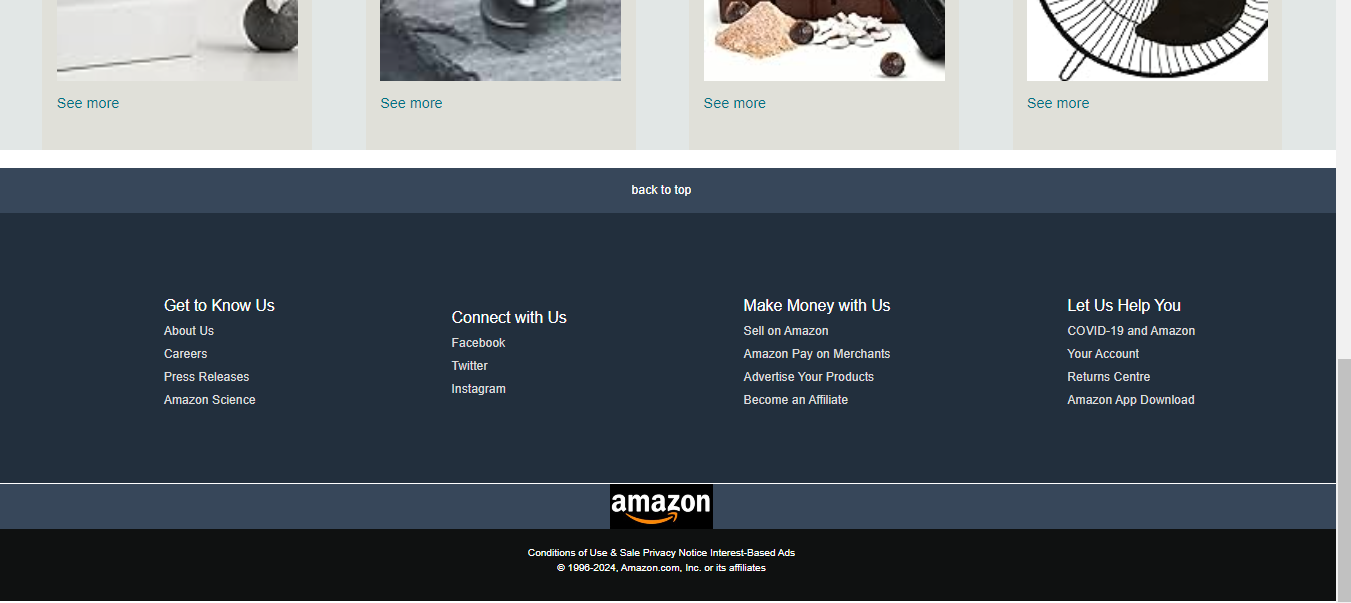 See more
See more
See more
See more
back to top
Get to Know Us
About Us
Careers
Press Releases
Amazon Science
Connect with Us
Facebook
Twitter
Instagram
Make Money with Us
Sell on Amazon
Amazon Pay on Merchants
Advertise Your Products
Become an Affiliate
Let Us Help You
COVID-19 and Amazon
Your Account
Returns Centre
Amazon App Download
amazon
Conditions of Use & Sale Privacy Notice Interest-Based Ads
© 1996-2024, Amazon.com, Inc. or its affiliates